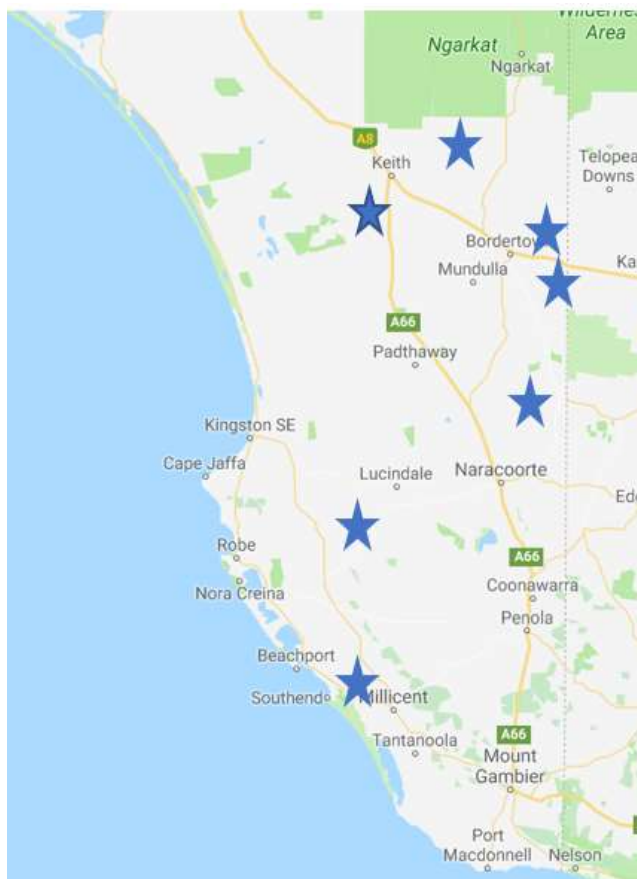 Wilderness
Area
Ngarkat
Ngarkat
A8
Keith
Telopea
Downs
Mundulla
A66
Padthaway
Kingston SE
Cape Jaffa
Lucindale
Naracoorte
Robe
A66
Nora Creina
Coonawarra
Penola
Beachport
Southend
Millicent
A66
Tantanoola
Mount
Gambier
Port
Macdonnell
Nelson